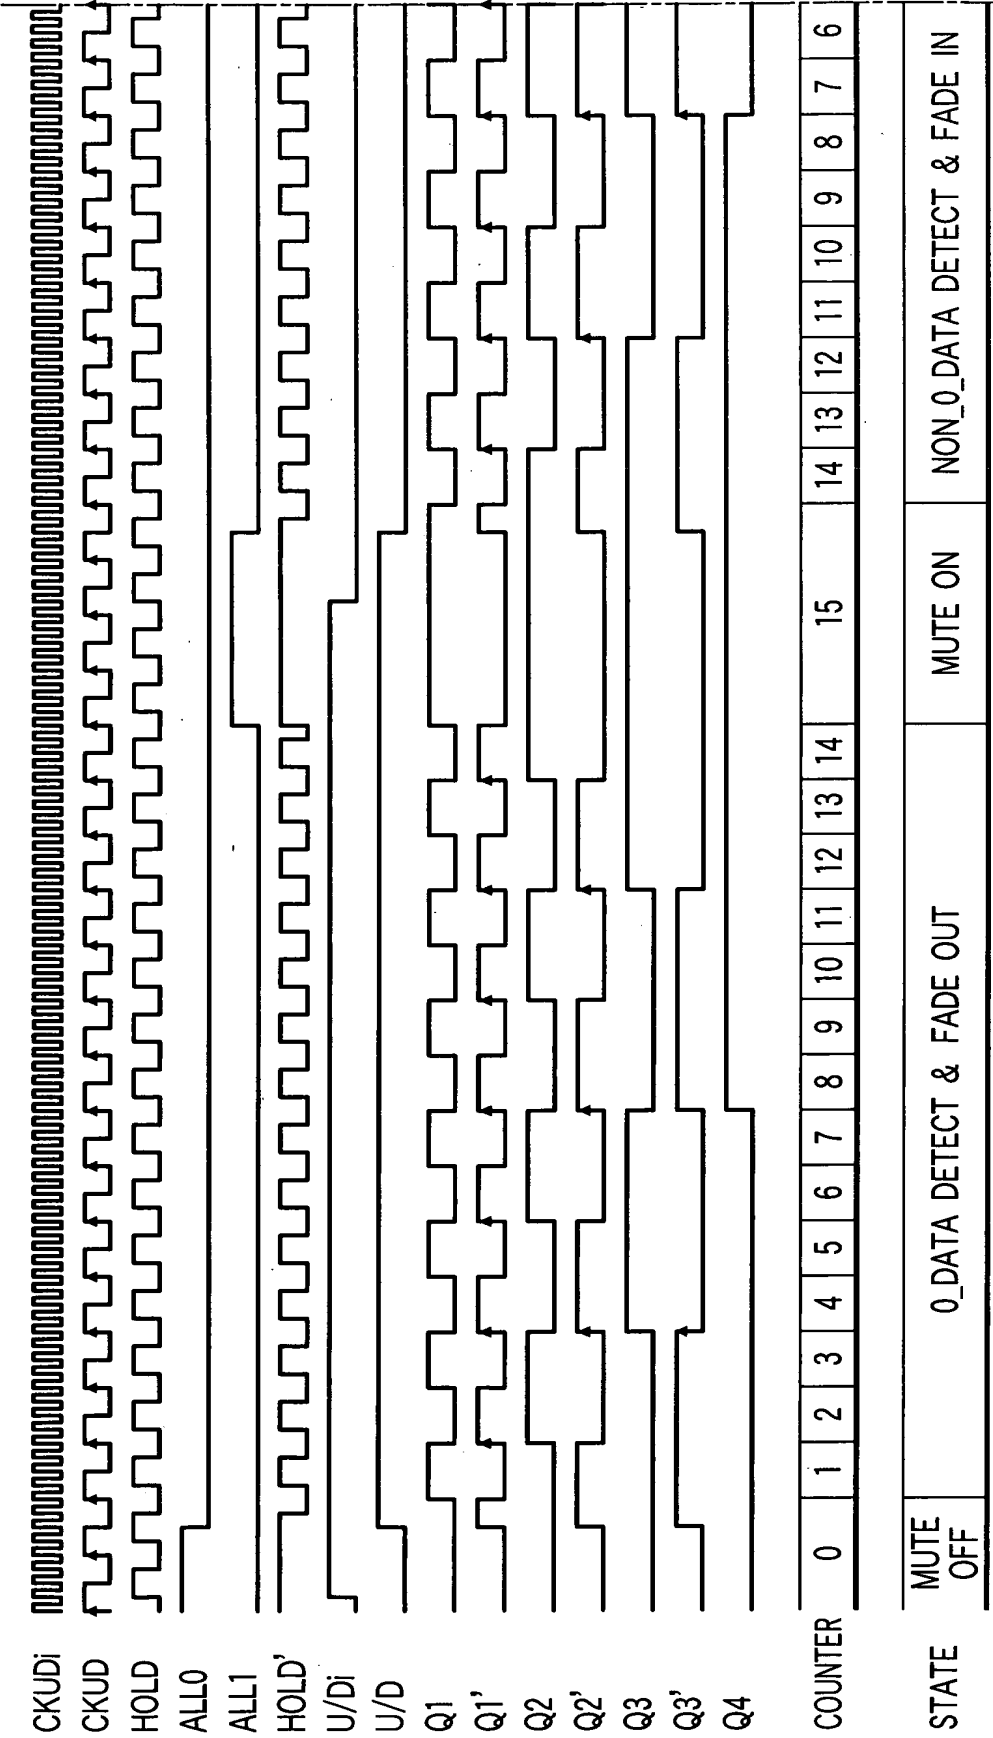 CKUDi
CKUD
HOLD
ALL0
ALL1
HOLD'
U/Di
U/D
Q1
Q1'
Q2
Q2'
Q3
Q3'
Q4
COUNTER 0 1 2 3 4 5 6 7 8 9 10 11 12 13 14 15 14 13 12 11 10 9 8 7 6
STATE MUTE OFF 0_DATA DETECT & FADE OUT MUTE ON NON_0_DATA DETECT & FADE IN